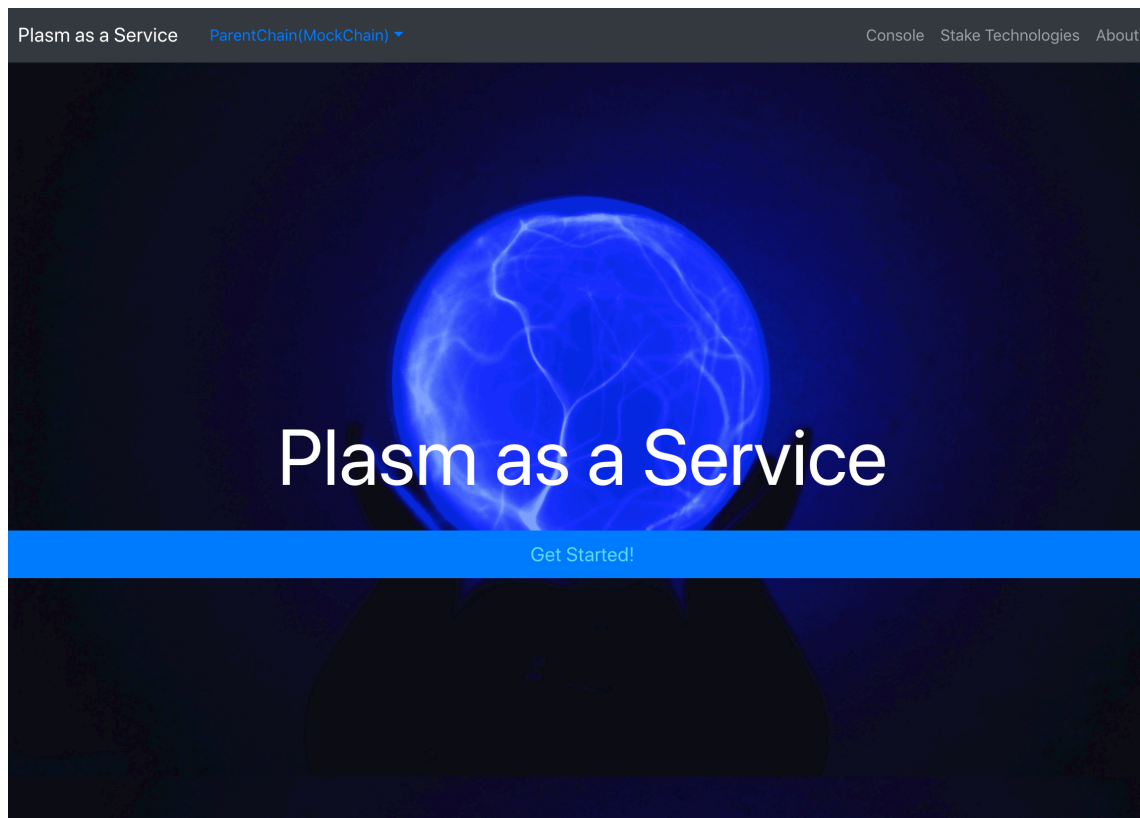 Plasm as a Service
ParentChain(MockChain)
Console
Stake Technologies
About
Plasm as a Service
Get Started!